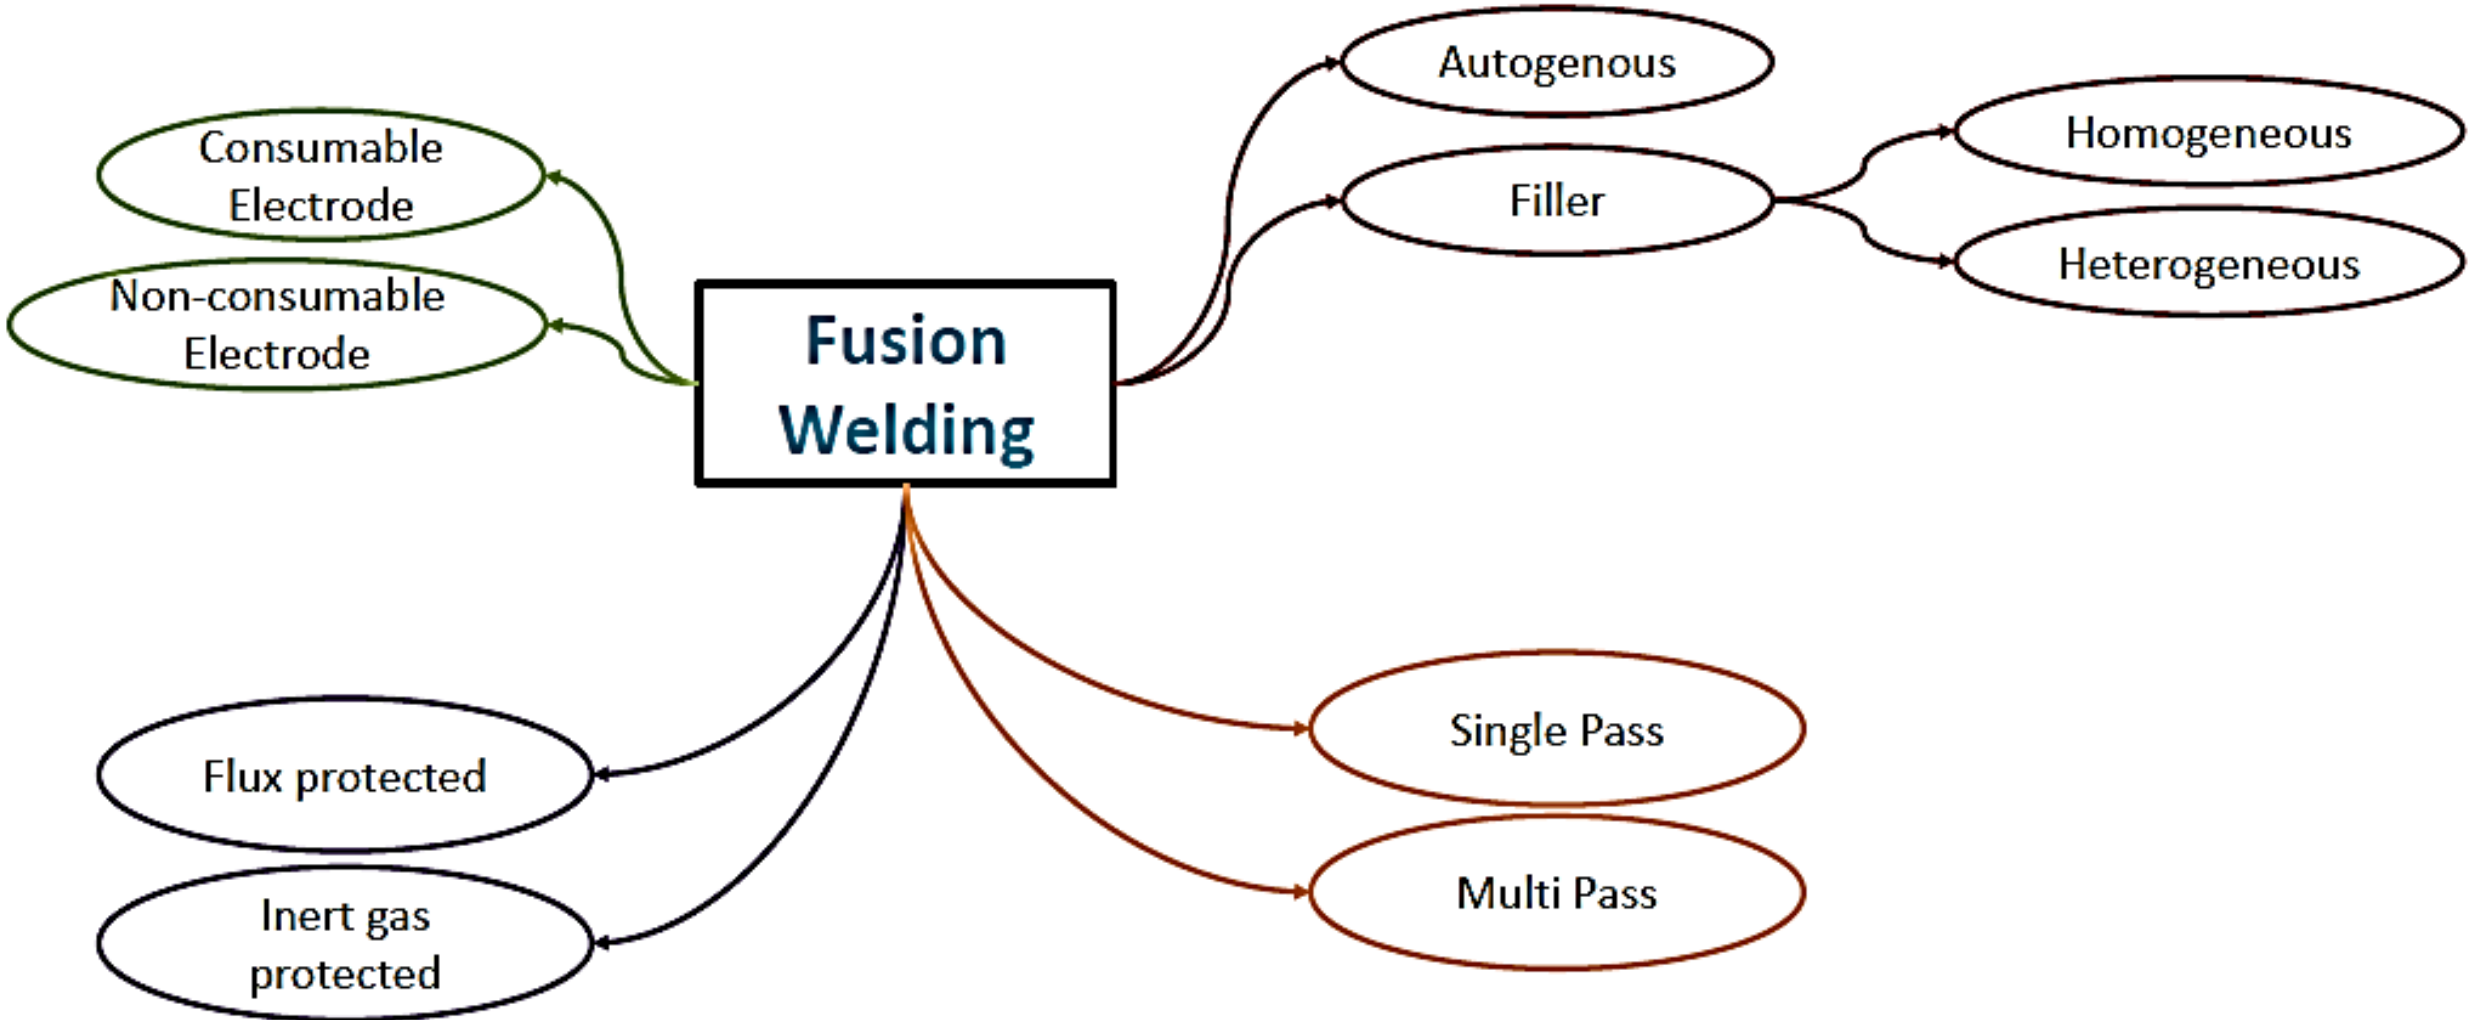 Autogenous
Homogeneous
Consumable
Electrode
Filler
Heterogeneous
Non-consumable
Electrode
Fusion
Welding
Single Pass
Flux protected
Multi Pass
Inert gas
protected